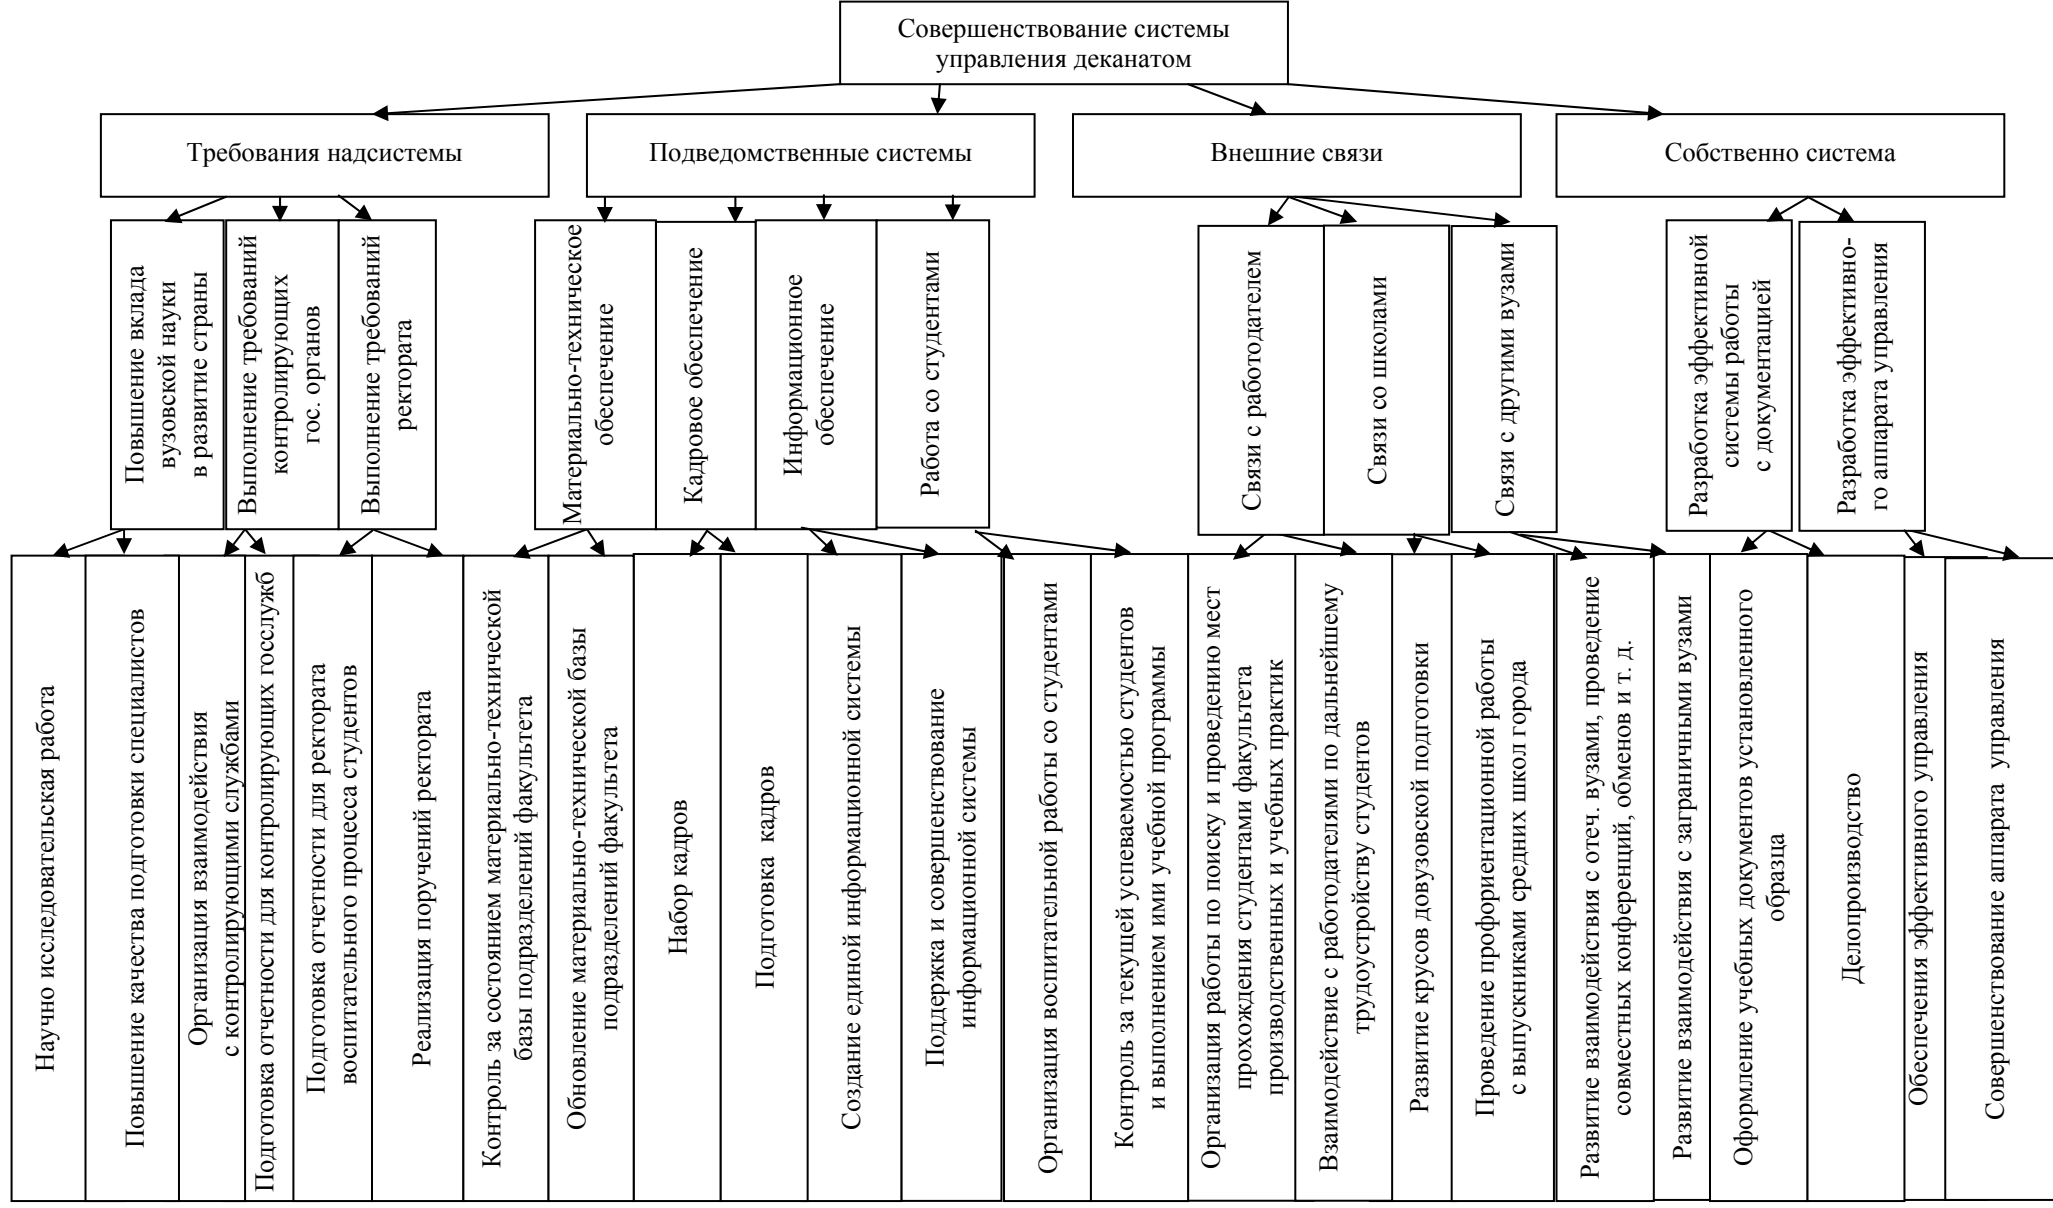 Совершенствование системы
управления деканатом
Требования надсистемы
Подведомственные системы
Внешние связи
Собственно система
Повышение вклада
вузовской науки
в развитие страны
Выполнение требований
контролирующих
гос. органов
Выполнение требований
ректората
Материально-техническое
обеспечение
Кадровое обеспечение
Информационное
обеспечение
Работа со студентами
Связи с работодателем
Связи со школами
Связи с другими вузами
Разработка эффективной
системы работы
с документацией
Разработка эффективно-
го аппарата управления
Научно исследовательская работа
Повышение качества подготовки специалистов
Организация взаимодействия
с контролирующими службами
Подготовка отчетности для контролирующих госслужб
Подготовка отчетности для ректората
воспитательного процесса студентов
Реализация поручений ректората
Контроль за состоянием материально-технической
базы подразделений факультета
Обновление материально-технической базы
подразделений факультета
Набор кадров
Подготовка кадров
Создание единой информационной системы
Поддержка и совершенствование
информационной системы
Организация воспитательной работы со студентами
Контроль за текущей успеваемостью студентов
и выполнением ими учебной программы
Организация работы по поиску и проведению мест
прохождения студентами факультета
производственных и учебных практик
Взаимодействие с работодателями по дальнейшему
трудоустройству студентов
Развитие крусов довузовской подготовки
Проведение профориентационной работы
с выпускниками средних школ города
Развитие взаимодействия с отеч. вузами, проведение
совместных конференций, обменов и т. д.
Развитие взаимодействия с заграничными вузами
Оформление учебных документов установленного
образца
Делопроизводство
Обеспечения эффективного управления
Совершенствование аппарата управления